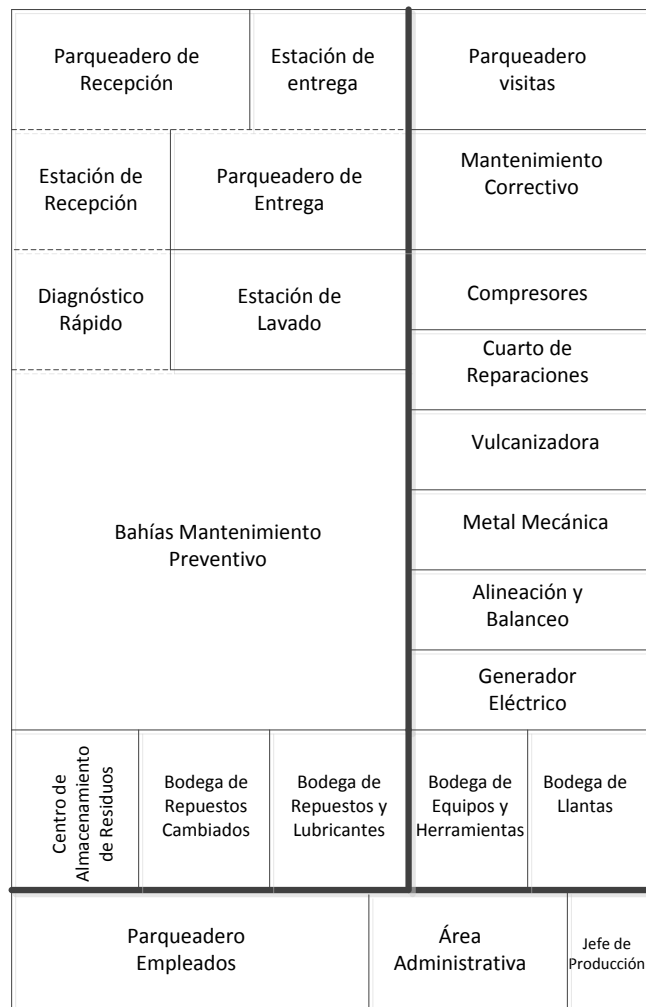 Parqueadero de
Recepción
Estación de
entrega
Parqueadero
visitas
Estación de
Recepción
Parqueadero de
Entrega
Mantenimiento
Correctivo
Diagnóstico
Rápido
Estación de
Lavado
Compresores
Cuarto de
Reparaciones
Vulcanizadora
Bahías Mantenimiento
Preventivo
Metal Mecánica
Alineación y
Balanceo
Generador
Eléctrico
Centro de
Almacenamiento
de Residuos
Bodega de
Repuestos
Cambiados
Bodega de
Repuestos y
Lubricantes
Bodega de
Equipos y
Herramientas
Bodega de
Llantas
Parqueadero
Empleados
Área
Administrativa
Jefe de
Producción